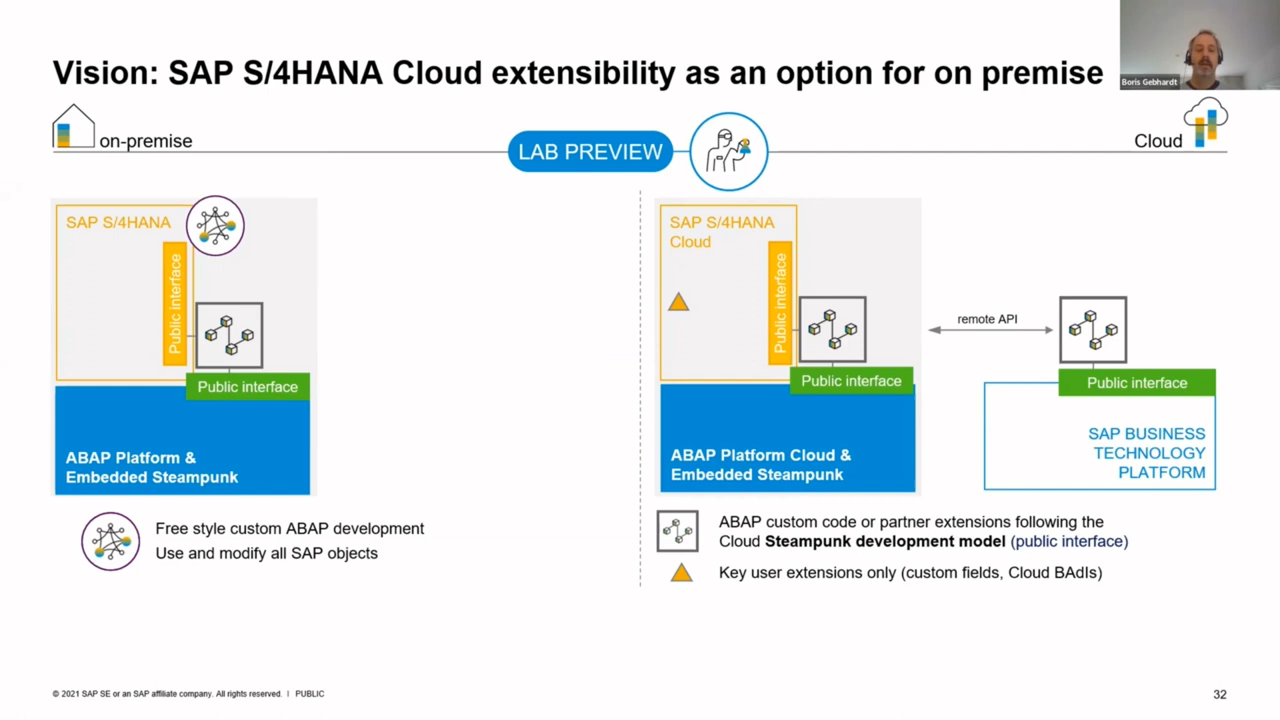 Vision: SAP S/4HANA Cloud extensibility as an option for on premise
Boris Gebhardt
on-premise
LAB PREVIEW
Cloud
SAP S/4HANA
Public interface
Public interface
ABAP Platform &
Embedded Steampunk
Free style custom ABAP development
Use and modify all SAP objects
SAP S/4HANA
Cloud
Public interface
Public interface
ABAP Platform Cloud &
Embedded Steampunk
remote API
Public interface
SAP BUSINESS
TECHNOLOGY
PLATFORM
ABAP custom code or partner extensions following the
Cloud Steampunk development model (public interface)
Key user extensions only (custom fields, Cloud BAdIs)
© 2021 SAP SE or an SAP affiliate company. All rights reserved. I PUBLIC
32